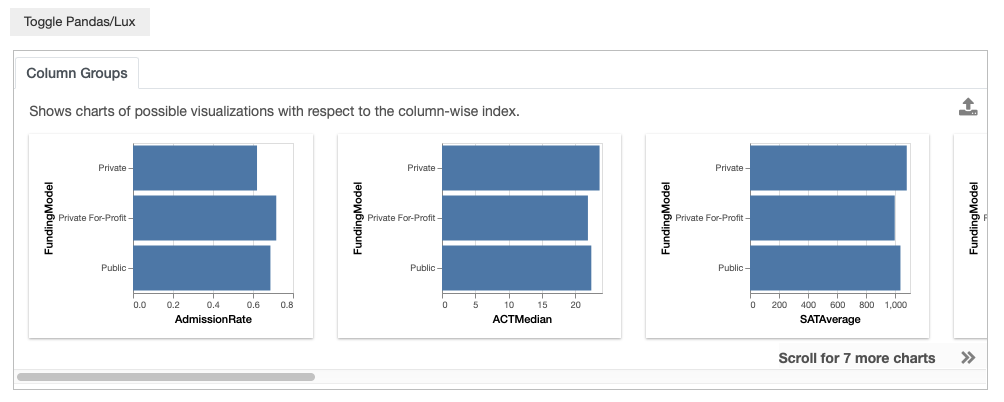 Toggle Pandas/Lux
Column Groups
Shows charts of possible visualizations with respect to the column-wise index.
FundingModel
Private
Private For-Profit
Public
0.0 0.2 0.4 0.6 0.8
AdmissionRate
FundingModel
Private
Private For-Profit
Public
0 5 10 15 20
ACTMedian
FundingModel
Private
Private For-Profit
Public
0 200 400 600 800 1,000
SATAverage
FundingModel
Scroll for 7 more charts